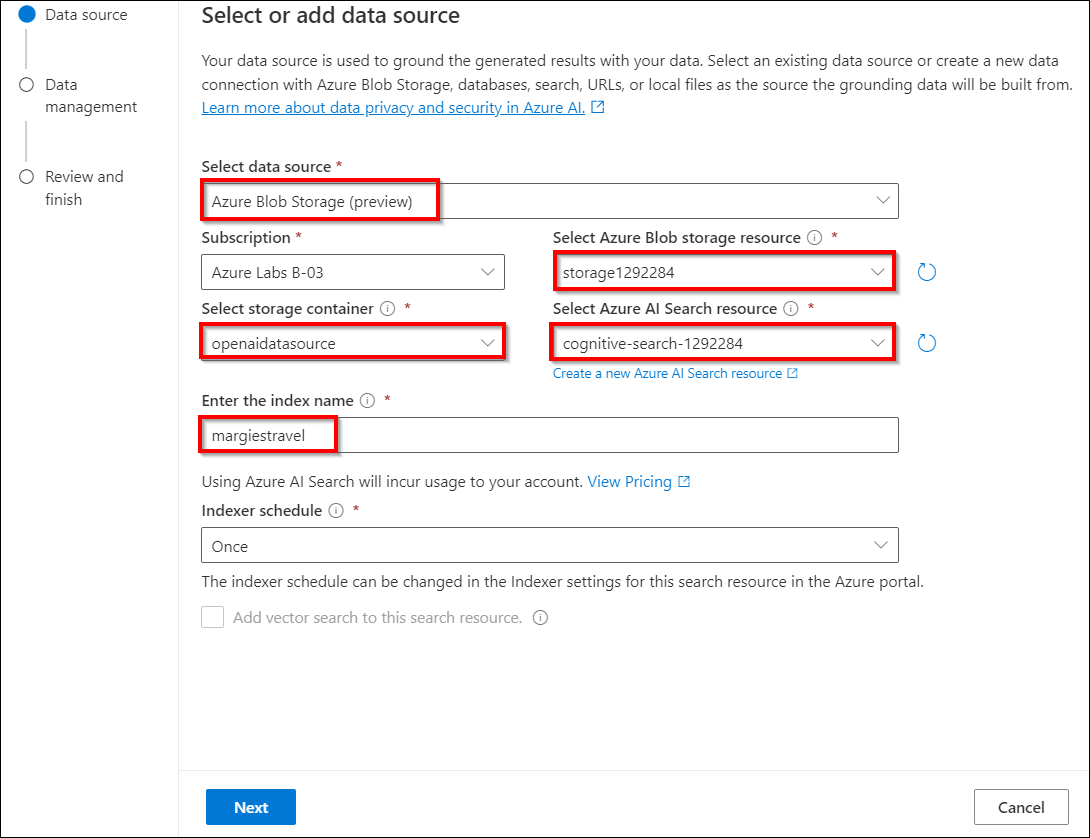 Data source
Data
management
Review and
finish
Select or add data source
Your data source is used to ground the generated results with your data. Select an existing data source or create a new data
connection with Azure Blob Storage, databases, search, URLs, or local files as the source the grounding data will be built from.
Learn more about data privacy and security in Azure AI.
Select data source *
Azure Blob Storage (preview)
Subscription *
Azure Labs B-03
Select Azure Blob storage resource *
storage1292284
Select storage container *
openaidatasource
Select Azure AI Search resource *
cognitive-search-1292284
Create a new Azure AI Search resource
Enter the index name *
margiestravel
Using Azure AI Search will incur usage to your account. View Pricing
Indexer schedule *
Once
The indexer schedule can be changed in the Indexer settings for this search resource in the Azure portal.
Add vector search to this search resource.
Next
Cancel